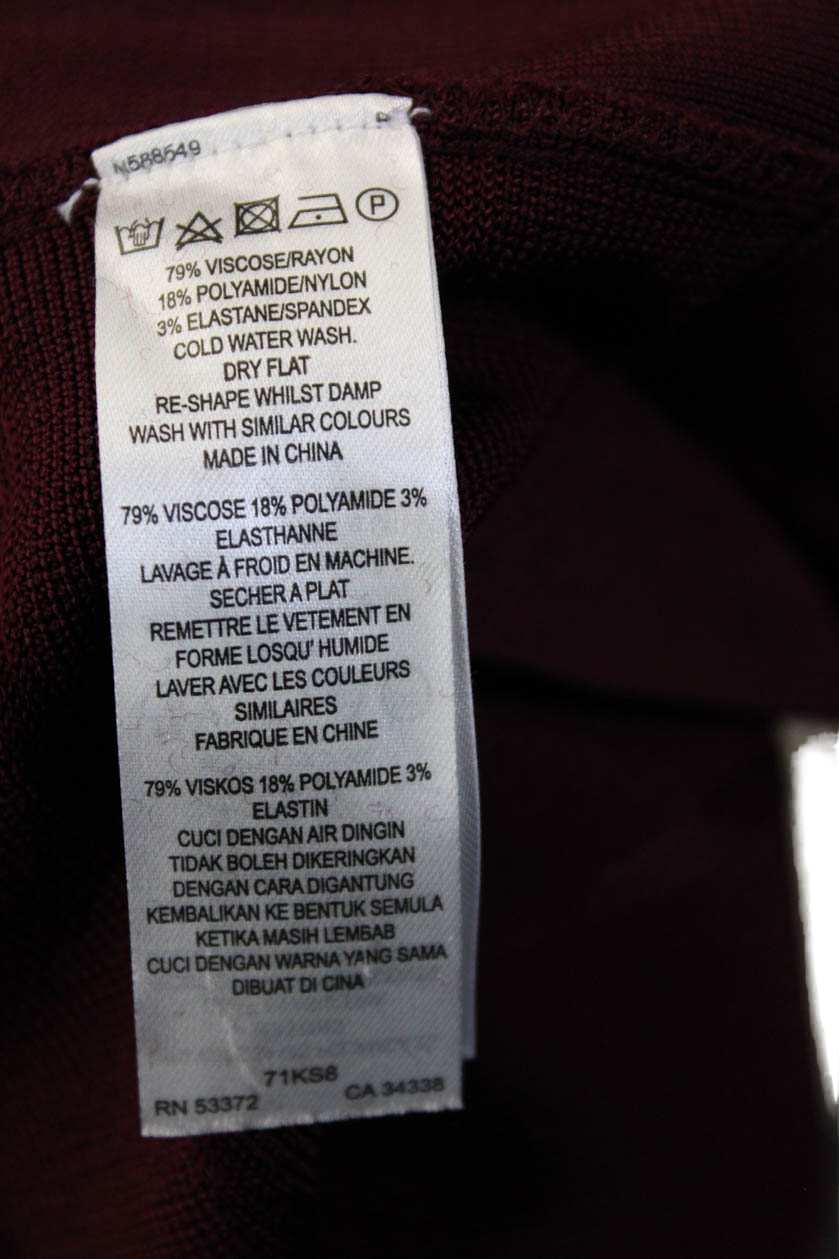 N588549
P
79% VISCOSE/RAYON
18% POLYAMIDE/NYLON
3% ELASTANE/SPANDEX
COLD WATER WASH.
DRY FLAT
RE-SHAPE WHILST DAMP
WASH WITH SIMILAR COLOURS
MADE IN CHINA
79% VISCOSE 18% POLYAMIDE 3%
ELASTHANNE
LAVAGE À FROID EN MACHINE.
SECHER A PLAT
REMETTRE LE VETEMENT EN
FORME LOSQU' HUMIDE
LAVER AVEC LES COULEURS
SIMILAIRES
FABRIQUE EN CHINE
79% VISKOS 18% POLYAMIDE 3%
ELASTIN
CUCI DENGAN AIR DINGIN
TIDAK BOLEH DIKERINGKAN
DENGAN CARA DIGANTUNG
KEMBALIKAN KE BENTUK SEMULA
KETIKA MASIH LEMBAB
CUCI DENGAN WARNA YANG SAMA
DIBUAT DI CINA
71KS8
RN 53372 CA 34338